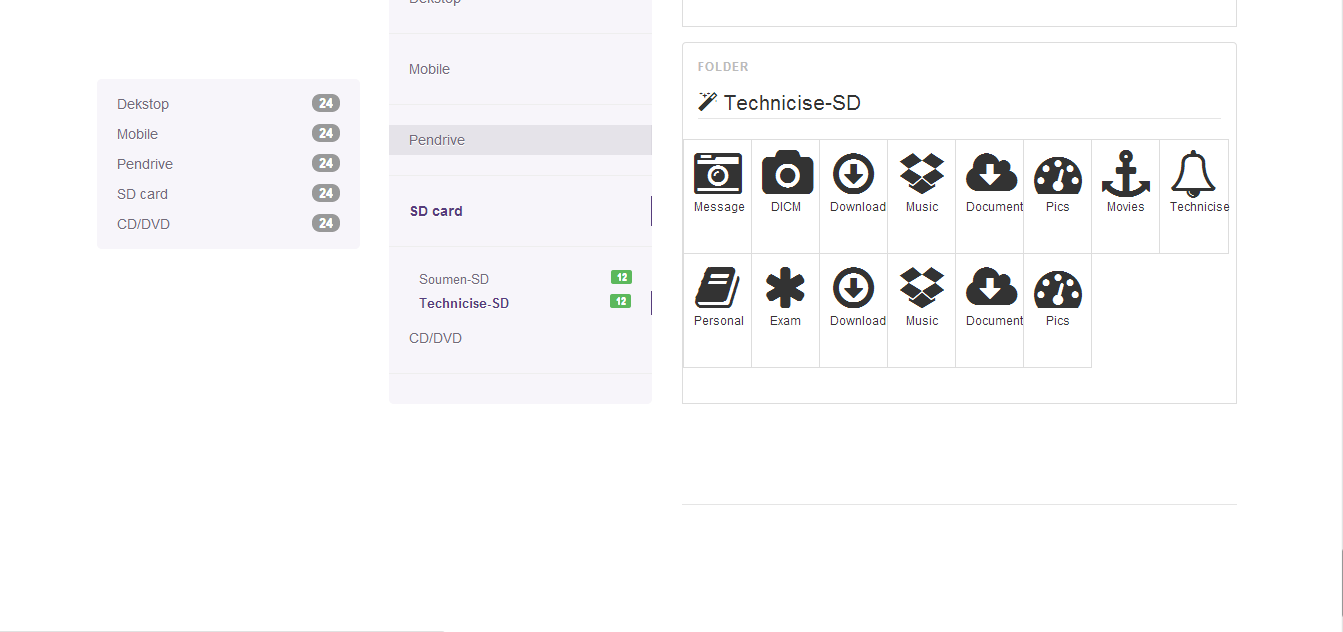 Dekstop 24
Mobile 24
Pendrive 24
SD card 24
CD/DVD 24
Dekstop
Mobile
Pendrive
SD card
Soumen-SD 12
Technicise-SD 12
CD/DVD
FOLDER
Technicise-SD
Message DICM Download Music Document Pics Movies Technicise
Personal Exam Download Music Document Pics